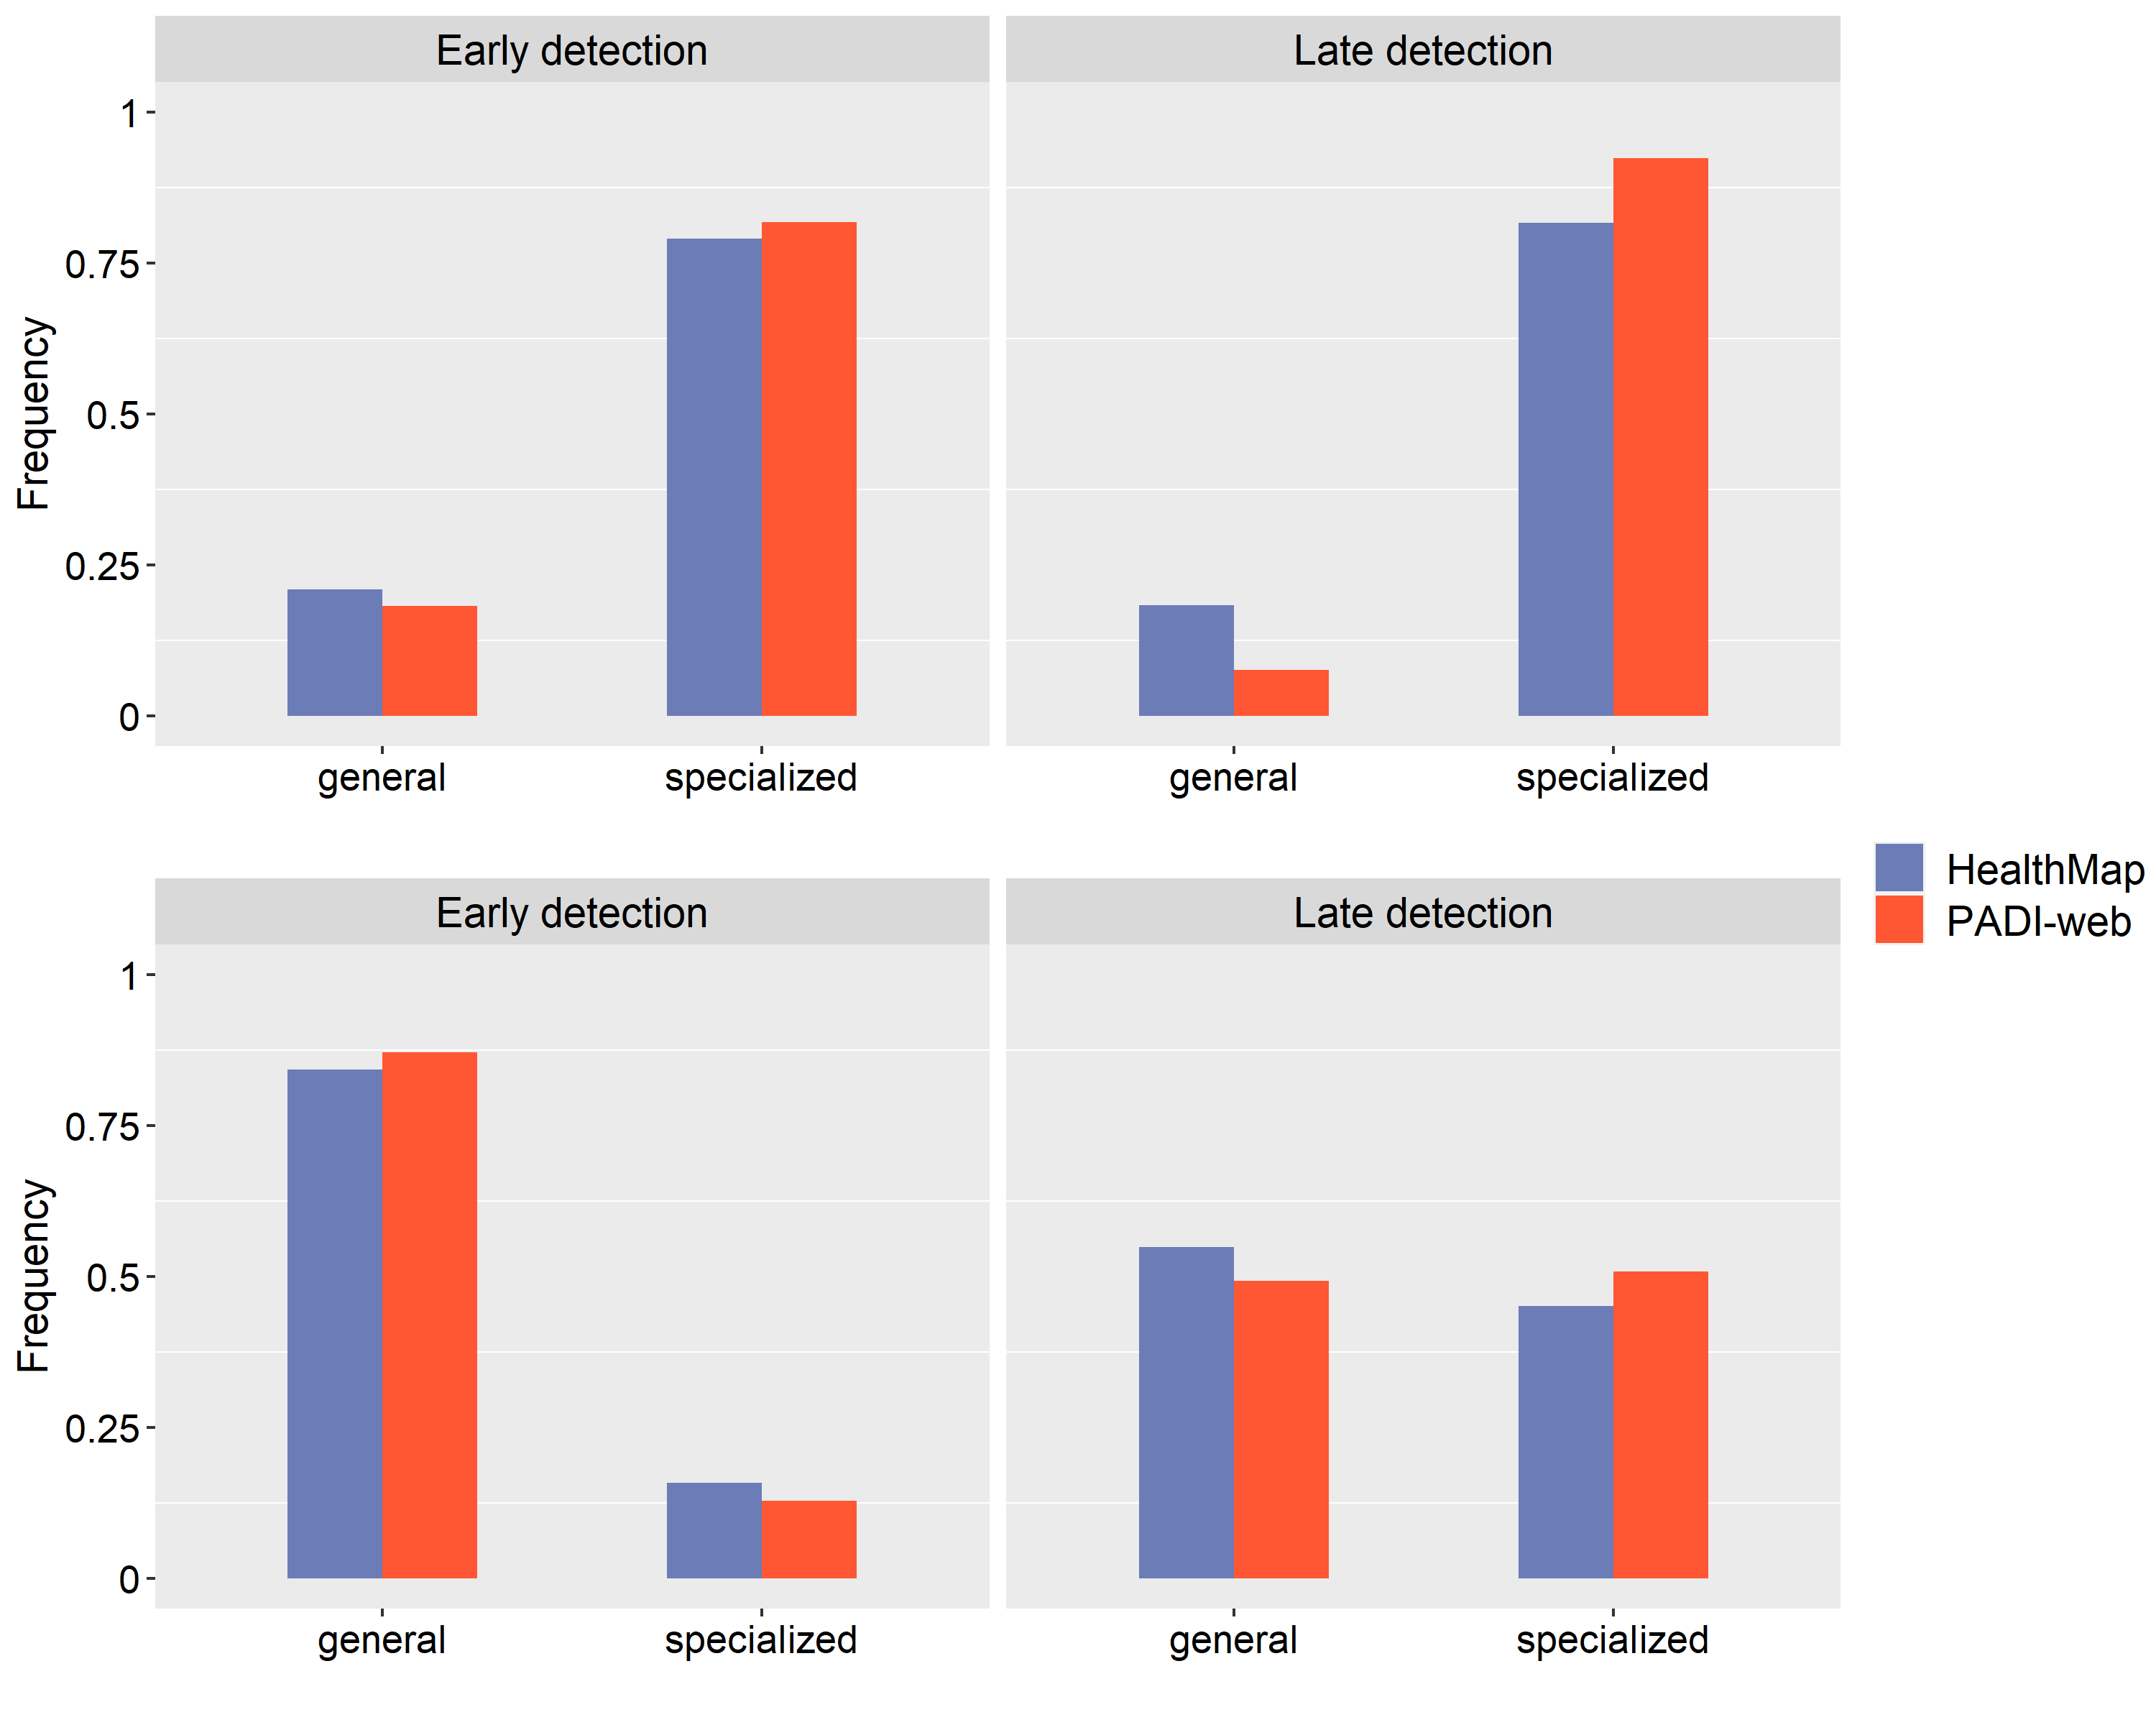 Early detection
Late detection
1
0.75
0.5
0.25
0
Frequency
general
specialized
general
specialized
HealthMap
PADI-web
Early detection
Late detection
1
0.75
0.5
0.25
0
Frequency
general
specialized
general
specialized